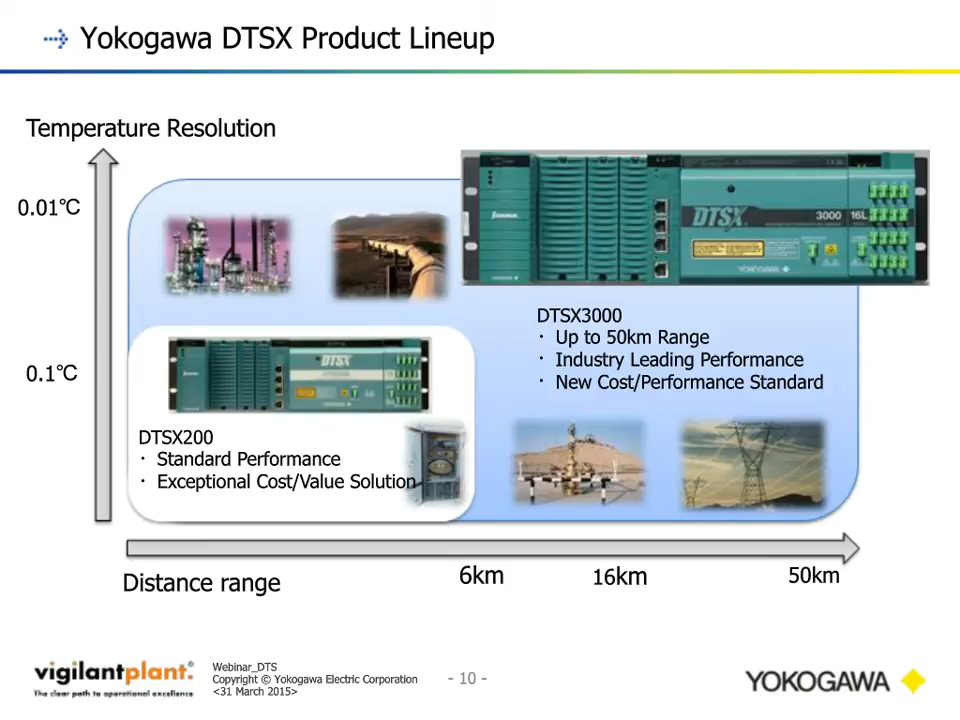 Yokogawa DTSX Product Lineup
Temperature Resolution
0.01℃
DTSX 3000 16L
YOKOGAWA
DTSX3000
・ Up to 50km Range
・ Industry Leading Performance
・ New Cost/Performance Standard
0.1℃
DTSX
DTSX200
・ Standard Performance
・ Exceptional Cost/Value Solution
6km
16km
50km
Distance range
vigilantplant.®
The clear path to operational excellence
Webinar_DTS
Copyright © Yokogawa Electric Corporation
<31 March 2015>
- 10 -
YOKOGAWA